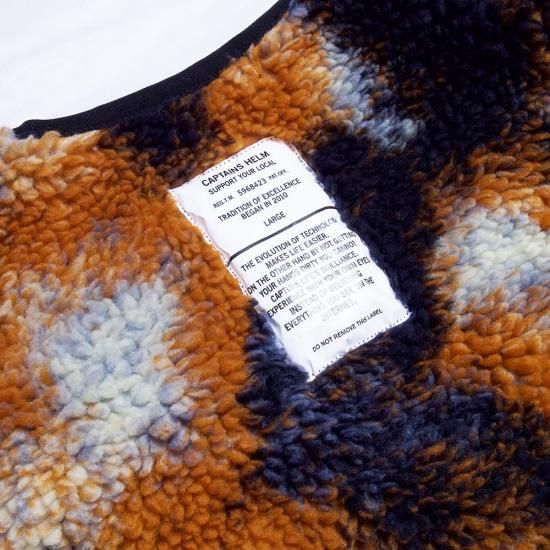 CAPTAINS HELM
SUPPORT YOUR LOCAL
REG.T.M. 5968423 PAT.OFF.
TRADITION OF EXCELLENCE
BEGAN IN 2010
LARGE
THE EVOLUTION OF TECHNOLOGY
MAKES LIFE EASIER.
ON THE OTHER HAND BY NOT GETTING
YOUR HANDS DIRTY YOU CANNOT
CAPTURE LIFE'S BRILLIANCE.
EXPERIENCE WITH YOUR OWN EYES
INSTEAD OF BELIEVING
EVERYTHING YOU SEE ON THE
INTERNET.
DO NOT REMOVE THIS LABEL